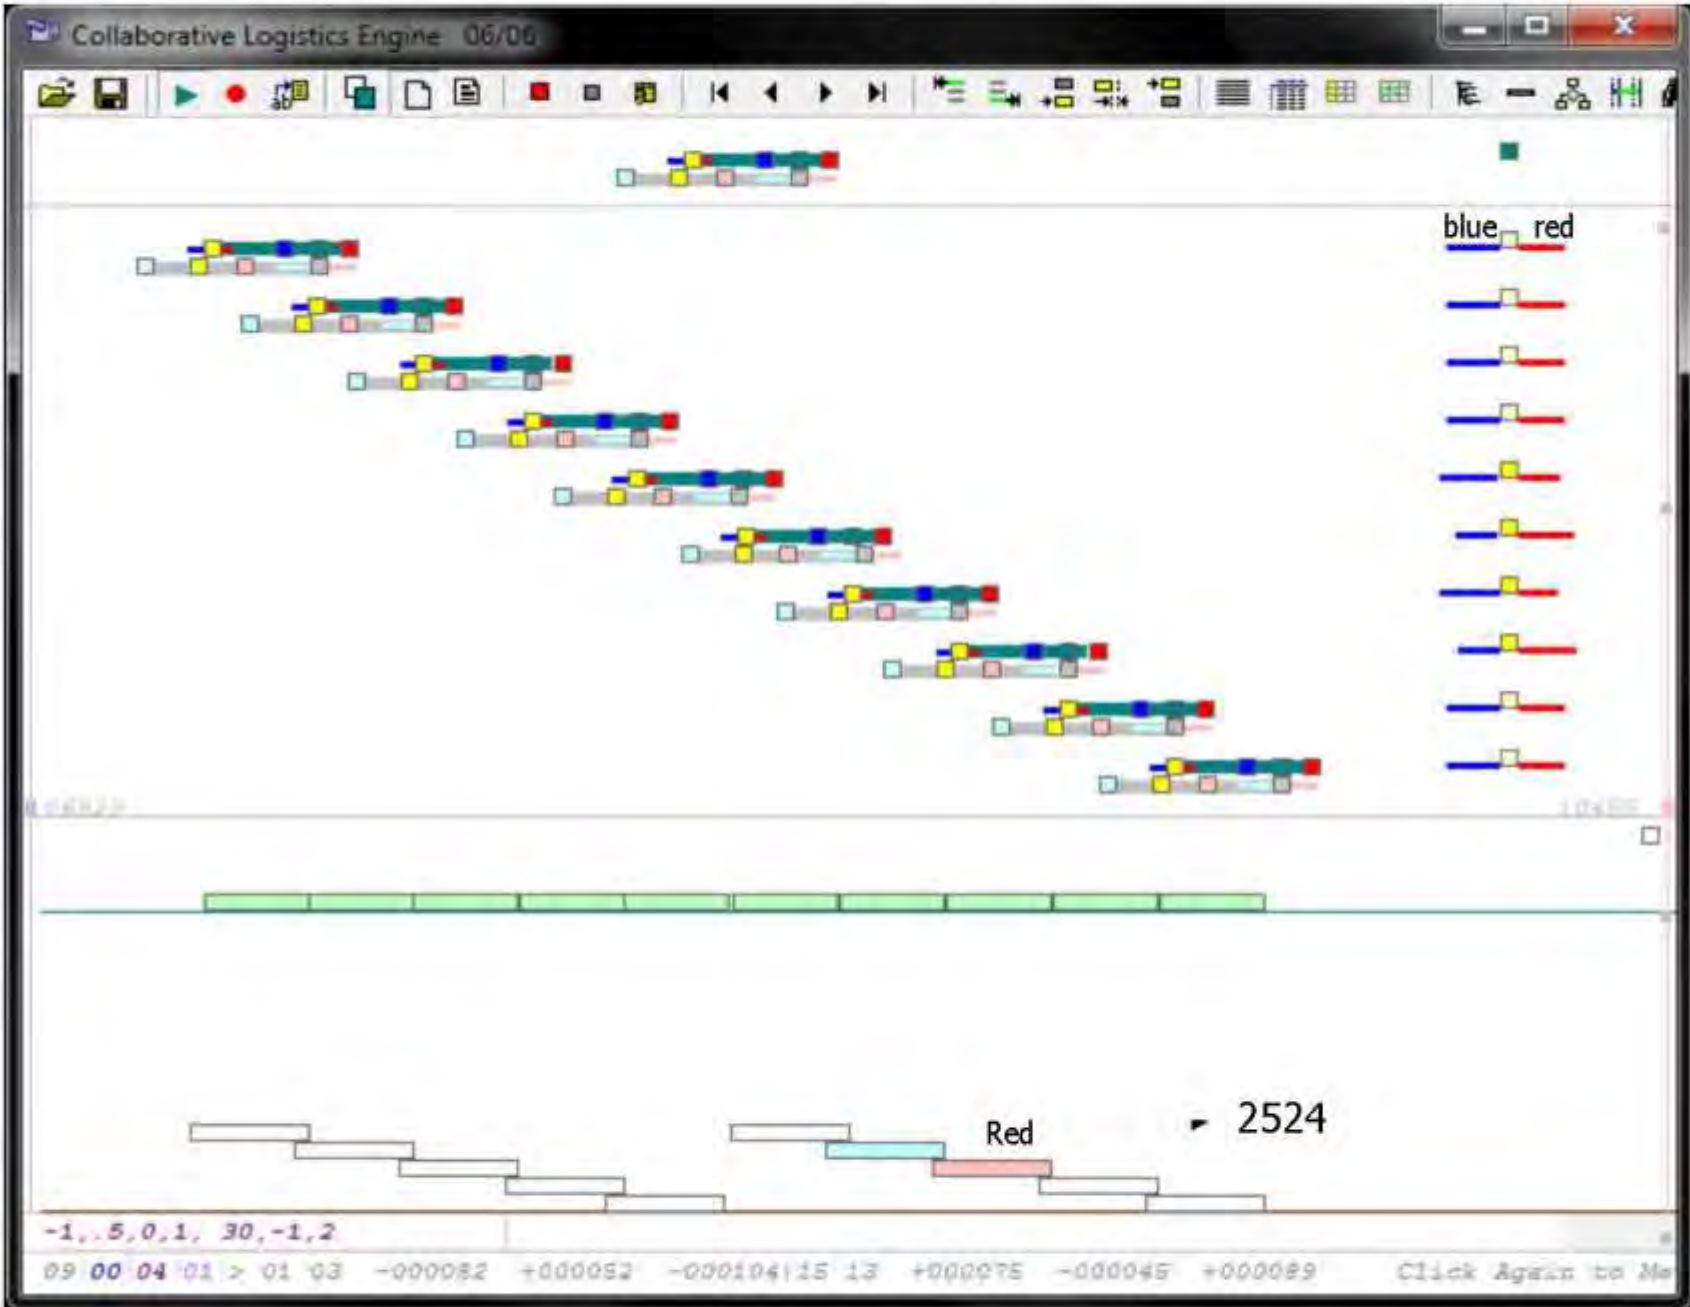 Collaborative Logistics Engine 06/06
blue red
Red
2524
-1,.5,0,1, 30,-1,2
09 00 04 01 > 01 03 -000082 +000052 -000104|15 13 +000075 -000045 +000089 Click Again to Mo